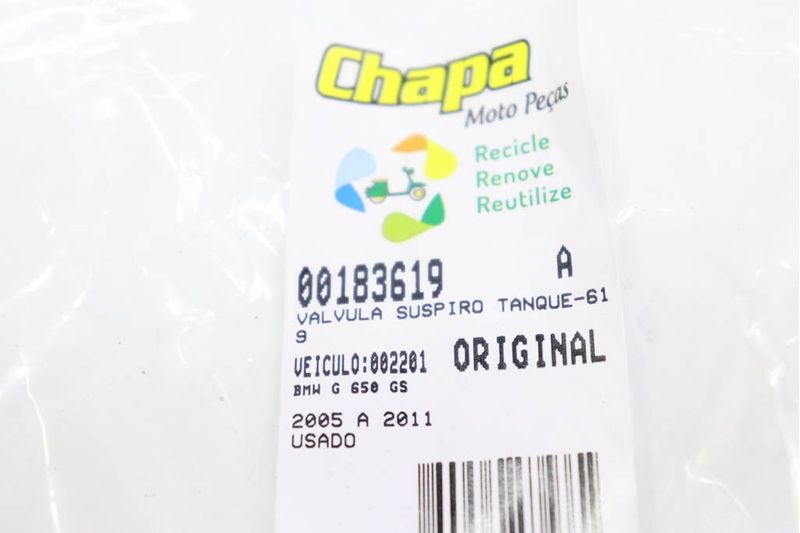 Chapa
Moto Peças
Recicle
Renove
Reutilize
00183619 A
VALVULA SUSPIRO TANQUE-61
9
VEICULO:002201 ORIGINAL
BMW G 650 GS
2005 A 2011
USADO